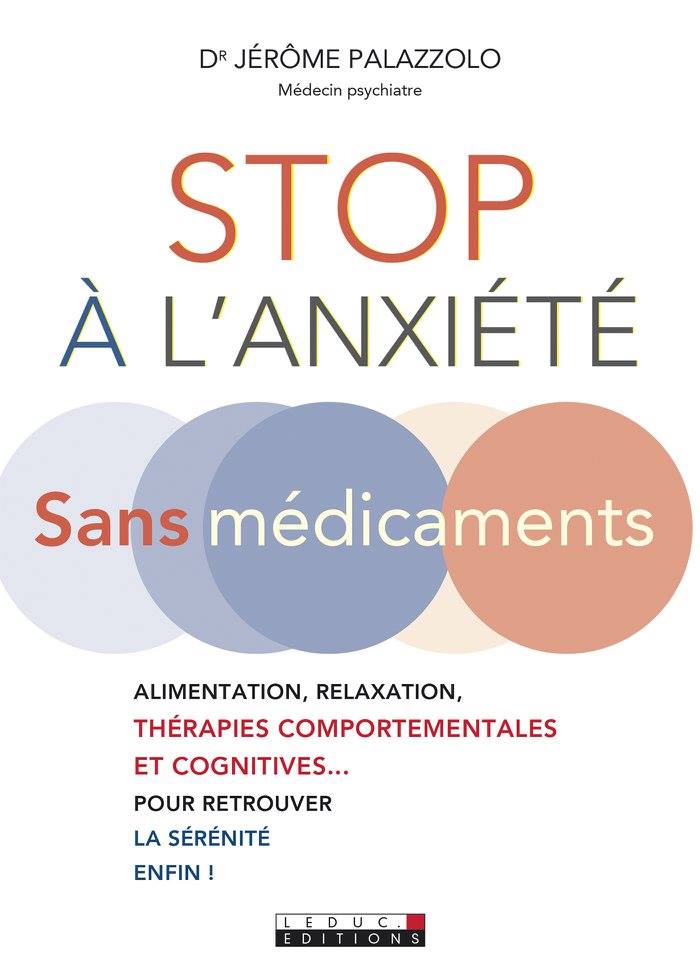 Dʳ JÉRÔME PALAZZOLO
Médecin psychiatre
STOP
À L’ANXIÉTÉ
Sans médicaments
ALIMENTATION, RELAXATION,
THÉRAPIES COMPORTEMENTALES
ET COGNITIVES...
POUR RETROUVER
LA SÉRÉNITÉ
ENFIN !
LEDUC.
EDITIONS